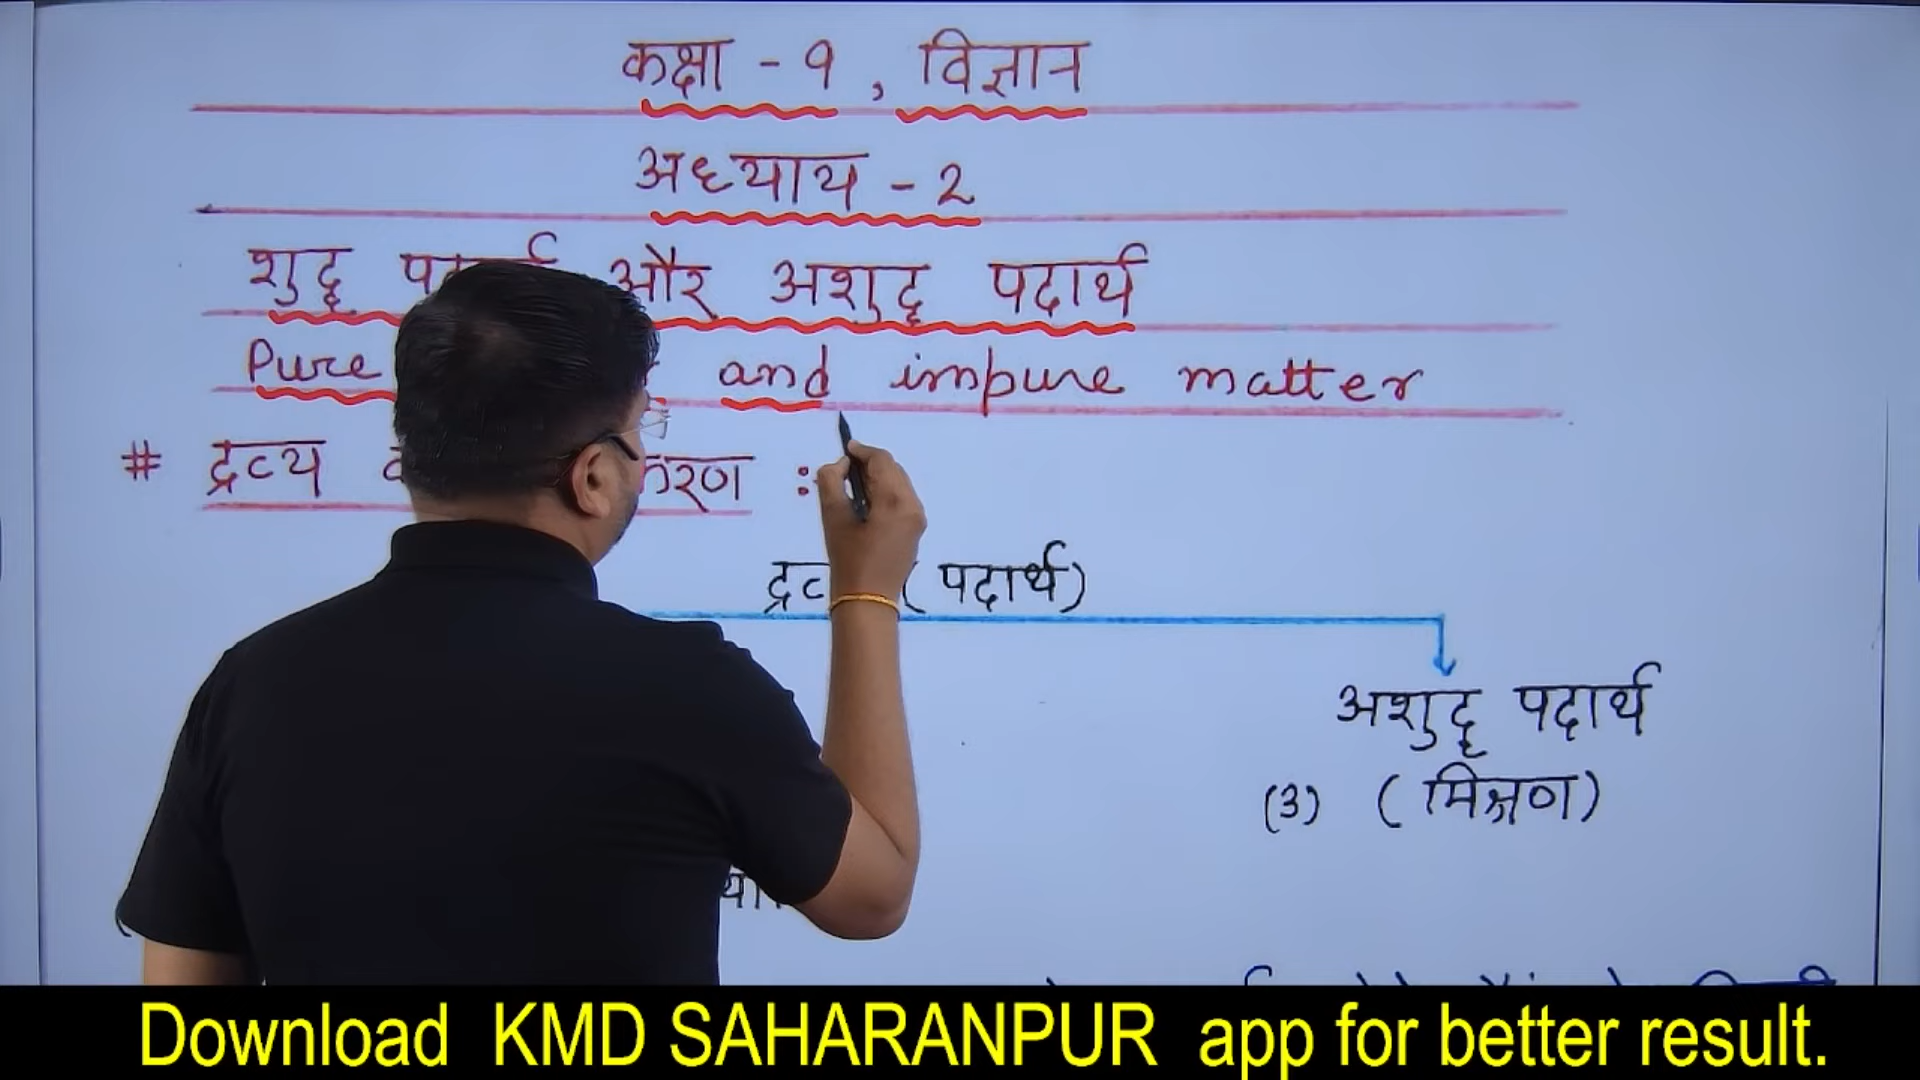 कक्षा - 9 , विज्ञान
अध्याय - 2
शुद्ध और अशुद्ध पदार्थ
Pure and impure matter
# द्रव्य :-
(पदार्थ)
अशुद्ध पदार्थ
(3) (मिश्रण)
Download KMD SAHARANPUR app for better result.